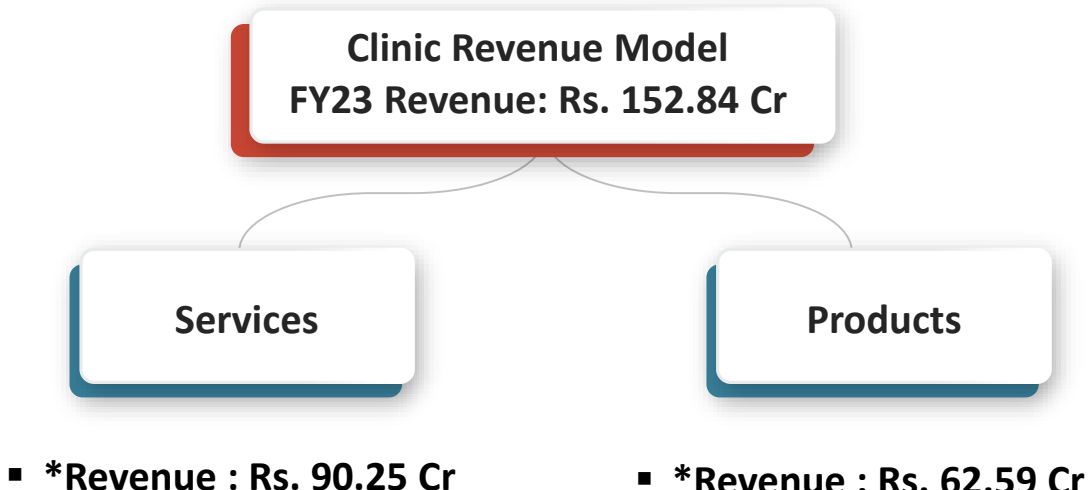 Clinic Revenue Model
FY23 Revenue: Rs. 152.84 Cr
Services
Products
▪ *Revenue : Rs. 90.25 Cr
▪ *Revenue : Rs. 62.59 Cr